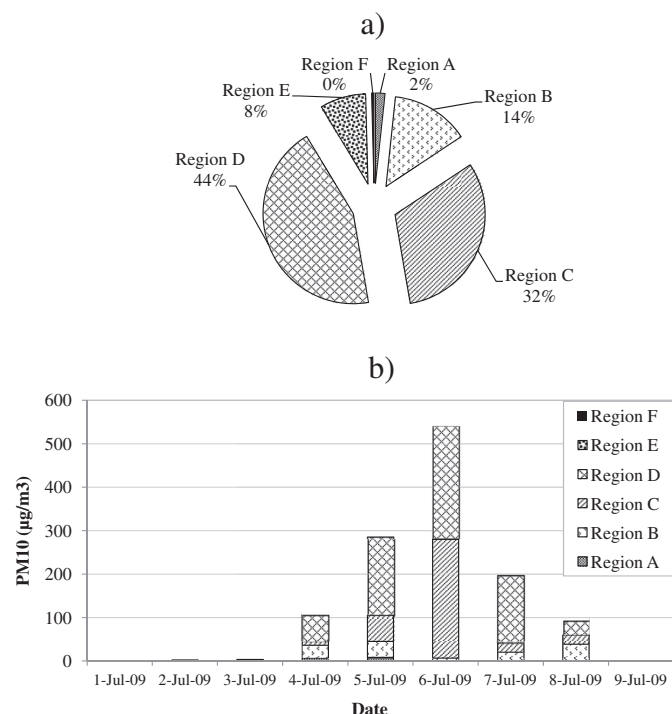 a)
Region F
0%
Region A
2%
Region E
8%
Region B
14%
Region D
44%
Region C
32%
b)
PM10 (µg/m3)
600
500
400
300
200
100
0
Region F
Region E
Region D
Region C
Region B
Region A
1-Jul-09 2-Jul-09 3-Jul-09 4-Jul-09 5-Jul-09 6-Jul-09 7-Jul-09 8-Jul-09 9-Jul-09
Date